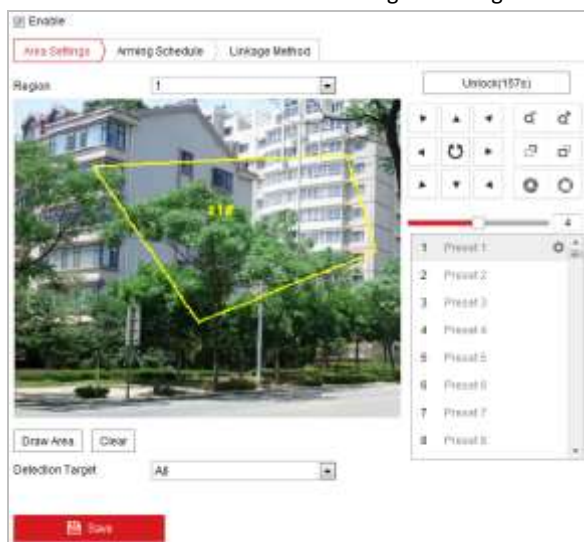 Enable
Area Settings Arming Schedule Linkage Method
Region 1
Unlock(157s)
#1#
4
1 Preset 1
2 Preset 2
3 Preset 3
4 Preset 4
5 Preset 5
6 Preset 6
7 Preset 7
8 Preset 8
Draw Area Clear
Detection Target All
Save